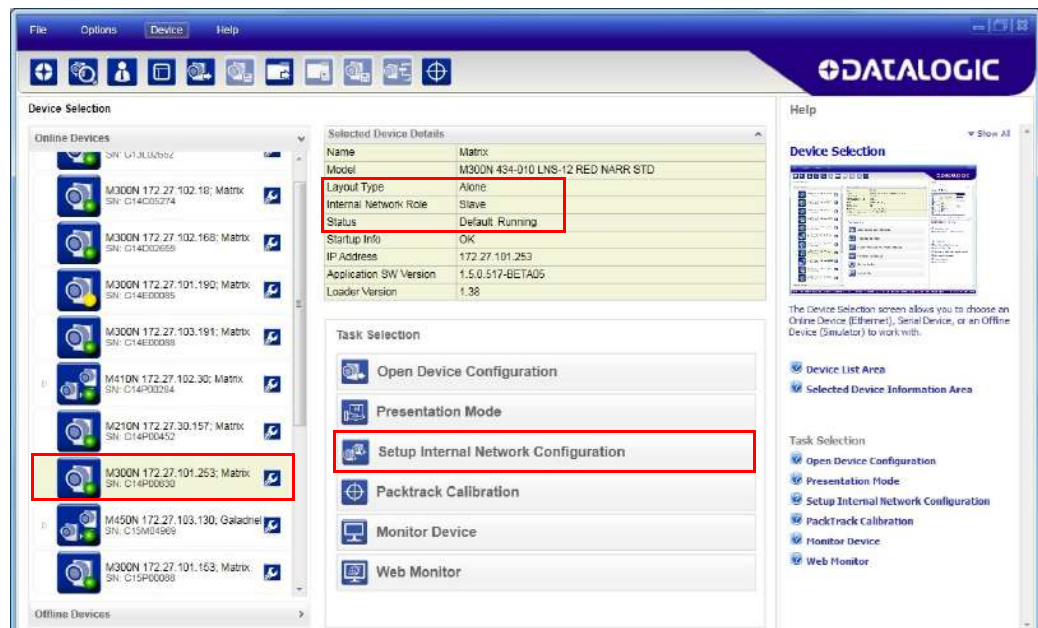 File Options Device Help
DATALOGIC
Device Selection
Online Devices
SN: C13L02652
M300N 172.27.102.18; Matrix
SN: C14C05274
M300N 172.27.102.168; Matrix
SN: C14D02659
M300N 172.27.101.190; Matrix
SN: C14E00085
M300N 172.27.103.191; Matrix
SN: C14E00088
M410N 172.27.102.30; Matrix
SN: C14P00284
M210N 172.27.30.157; Matrix
SN: C14P00452
M300N 172.27.101.253; Matrix
SN: C14P00630
M450N 172.27.103.130; Galadriel
SN: C15M04969
M300N 172.27.101.153; Matrix
SN: C15P00088
Offline Devices
Selected Device Details
Name Matrix
Model M300N 434-010 LNS-12 RED NARR STD
Layout Type Alone
Internal Network Role Slave
Status Default Running
Startup Info OK
IP Address 172.27.101.253
Application SW Version 1.5.0.517-BETA05
Loader Version 1.38
Task Selection
Open Device Configuration
Presentation Mode
Setup Internal Network Configuration
Packtrack Calibration
Monitor Device
Web Monitor
Help
Show All
Device Selection
The Device Selection screen allows you to choose an
Online Device (Ethernet), Serial Device, or an Offline
Device (Simulator) to work with.
Device List Area
Selected Device Information Area
Task Selection
Open Device Configuration
Presentation Mode
Setup Internal Network Configuration
PackTrack Calibration
Monitor Device
Web Monitor